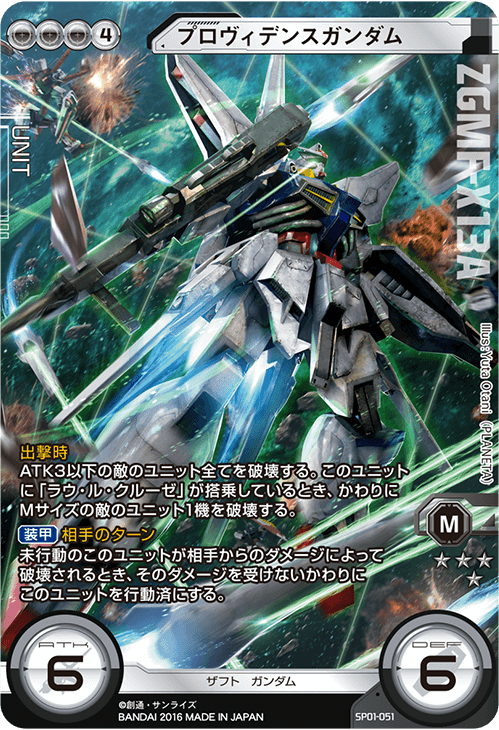 4
プロヴィデンスガンダム
ZGMF-X13A
UNIT
Illus:Yuta Otani (PLANETA)
出撃時
ATK3以下の敵のユニット全てを破壊する。このユニット
に「ラウ・ル・クルーゼ」が搭乗しているとき、かわりに
Mサイズの敵のユニット1機を破壊する。
装甲 相手のターン
未行動のこのユニットが相手からのダメージによって
破壊されるとき、そのダメージを受けないかわりに
このユニットを行動済にする。
M
ATK
6
DEF
6
ザフト ガンダム
©創通・サンライズ
BANDAI 2016 MADE IN JAPAN
SP01-051